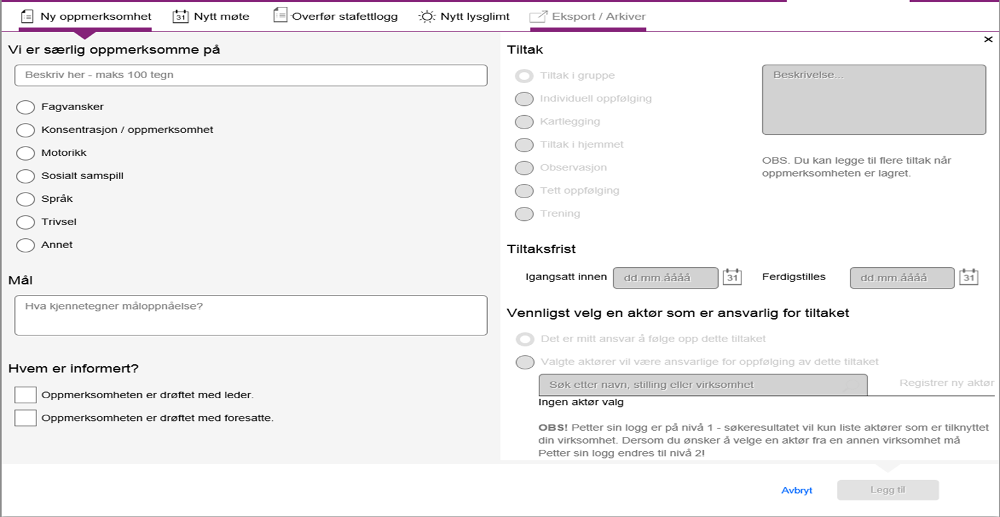 Ny oppmerksomhet
31 Nytt møte
Overfør stafettlogg
Nytt lysglimt
Eksport / Arkiver
Vi er særlig oppmerksomme på
Beskriv her - maks 100 tegn
Fagvansker
Konsentrasjon / oppmerksomhet
Motorikk
Sosialt samspill
Språk
Trivsel
Annet
Mål
Hva kjennetegner måloppnåelse?
Hvem er informert?
Oppmerksomheten er drøftet med leder.
Oppmerksomheten er drøftet med foresatte.
Tiltak
Tiltak i gruppe
Individuell oppfølging
Kartlegging
Tiltak i hjemmet
Observasjon
Tett oppfølging
Trening
Beskrivelse...
OBS. Du kan legge til flere tiltak når
oppmerksomheten er lagret.
Tiltaksfrist
Igangsatt innen dd.mm.åååå 31 Ferdigstilles dd.mm.åååå 31
Vennligst velg en aktør som er ansvarlig for tiltaket
Det er mitt ansvar å følge opp dette tiltaket
Valgte aktører vil være ansvarlige for oppfølging av dette tiltaket
Søk etter navn, stilling eller virksomhet
Registrer ny aktør
Ingen aktør valg
OBS! Petter sin logg er på nivå 1 - søkeresultatet vil kun liste aktører som er tilknyttet
din virksomhet. Dersom du ønsker å velge en aktør fra en annen virksomhet må
Petter sin logg endres til nivå 2!
Avbryt
Legg til